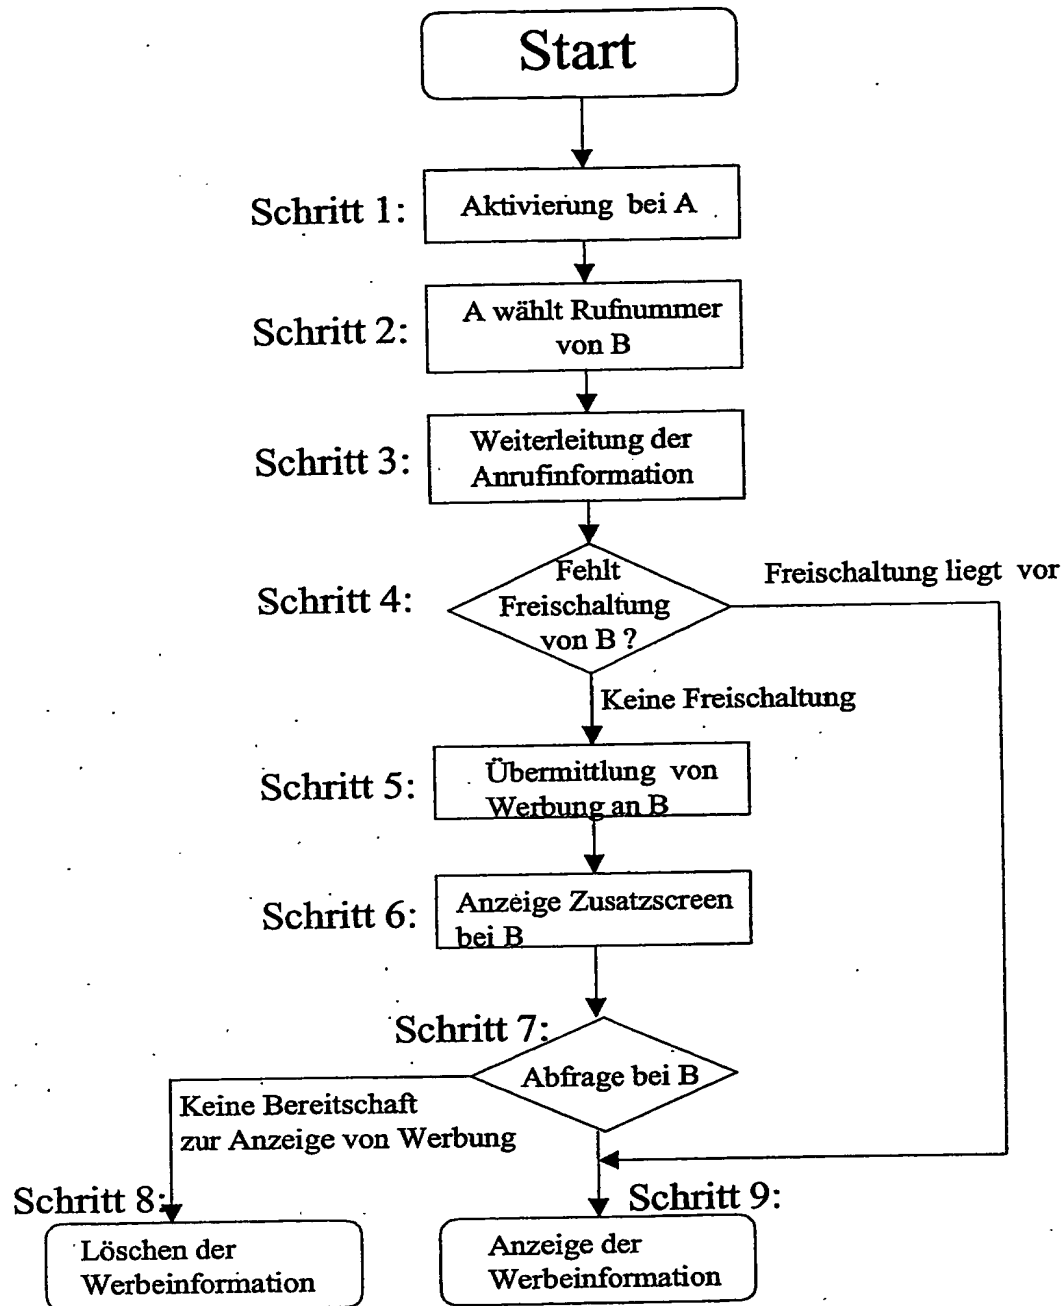 Start
Schritt 1:
Aktivierung bei A
Schritt 2:
A wählt Rufnummer
von B
Schritt 3:
Weiterleitung der
Anrufinformation
Schritt 4:
Fehlt
Freischaltung
von B ?
Freischaltung liegt vor
Keine Freischaltung
Schritt 5:
Übermittlung von
Werbung an B
Schritt 6:
Anzeige Zusatzscreen
bei B
Schritt 7:
Abfrage bei B
Keine Bereitschaft
zur Anzeige von Werbung
Schritt 8:
Löschen der
Werbeinformation
Schritt 9:
Anzeige der
Werbeinformation